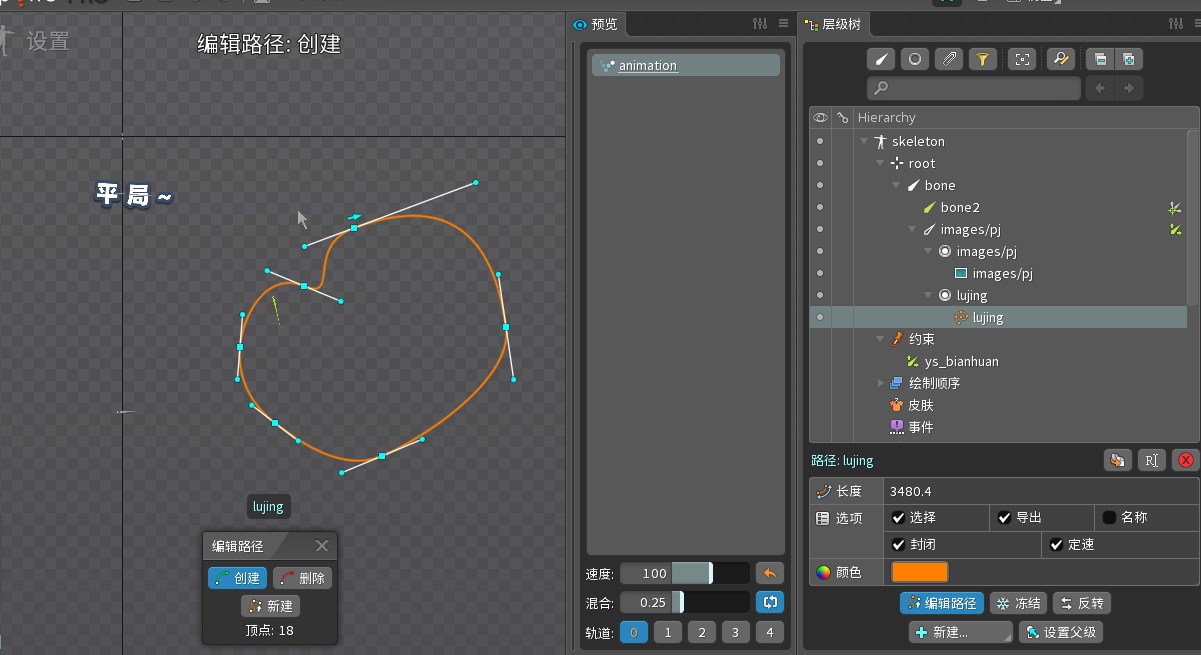 PRO
设置
编辑路径: 创建
平局~
lujing
编辑路径
创建
删除
新建
顶点: 18
预览
animation
速度:
100
混合:
0.25
轨道:
0
1
2
3
4
层级树
Hierarchy
skeleton
root
bone
bone2
images/pj
images/pj
images/pj
lujing
lujing
约束
ys_bianhuan
绘制顺序
皮肤
事件
路径: lujing
长度
3480.4
选项
选择
导出
名称
封闭
定速
颜色
编辑路径
冻结
反转
新建...
设置父级